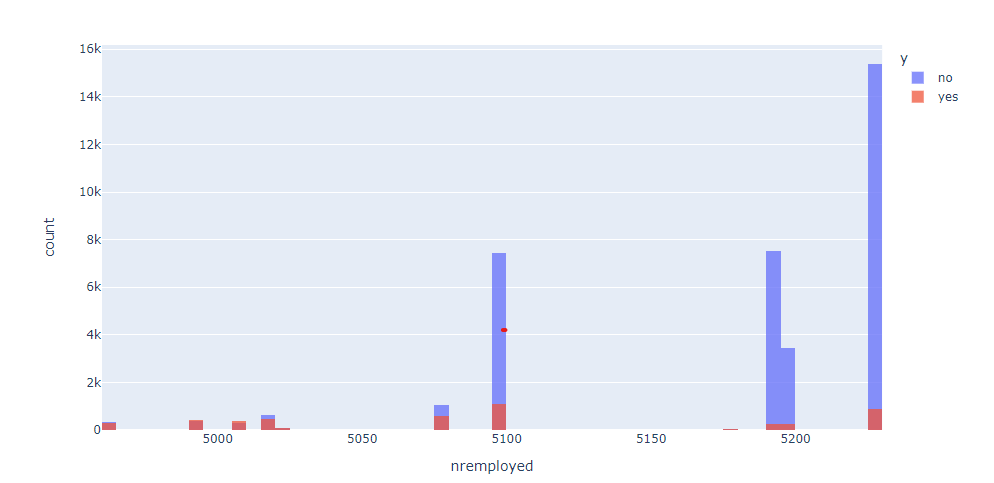 16k
14k
12k
10k
8k
6k
4k
2k
0
count
5000 5050 5100 5150 5200
nremployed
y
no
yes